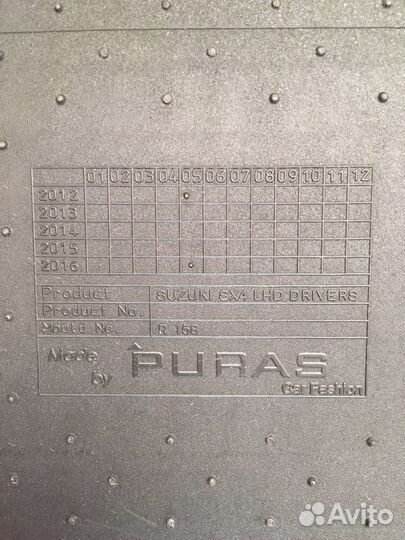 01 02 03 04 05 06 07 08 09 10 11 12
2012
2013
2014
2015
2016
Product SUZUKI SX4 LHD DRIVERS
Product No.
Mould No. R 156
Made by PURAS
Car Fashion
Avito